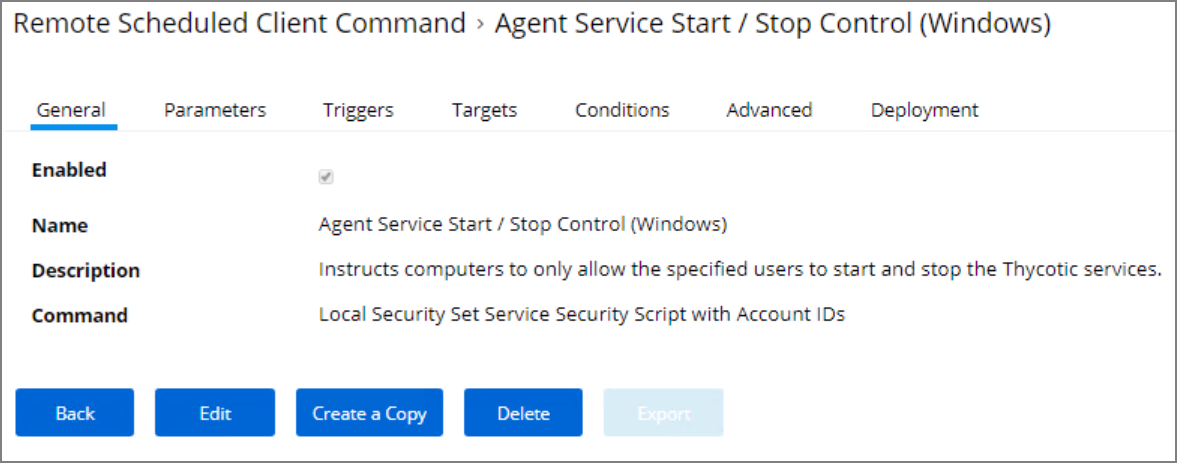 Remote Scheduled Client Command › Agent Service Start / Stop Control (Windows)
General Parameters Triggers Targets Conditions Advanced Deployment
Enabled
Name Agent Service Start / Stop Control (Windows)
Description Instructs computers to only allow the specified users to start and stop the Thycotic services.
Command Local Security Set Service Security Script with Account IDs
Back Edit Create a Copy Delete Export